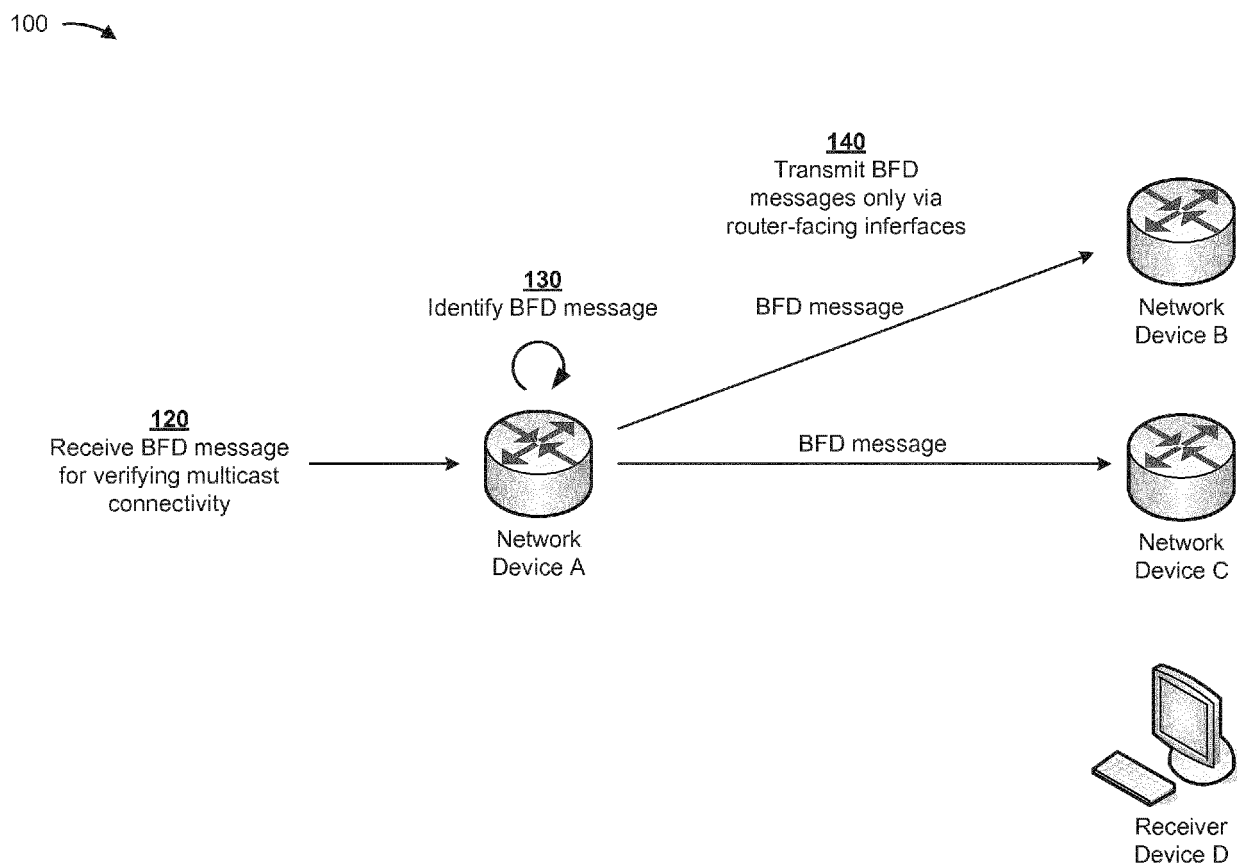 100
140
Transmit BFD
messages only via
router-facing inferfaces
130
Identify BFD message
BFD message
Network
Device B
120
Receive BFD message
for verifying multicast
connectivity
BFD message
Network
Device A
Network
Device C
Receiver
Device D